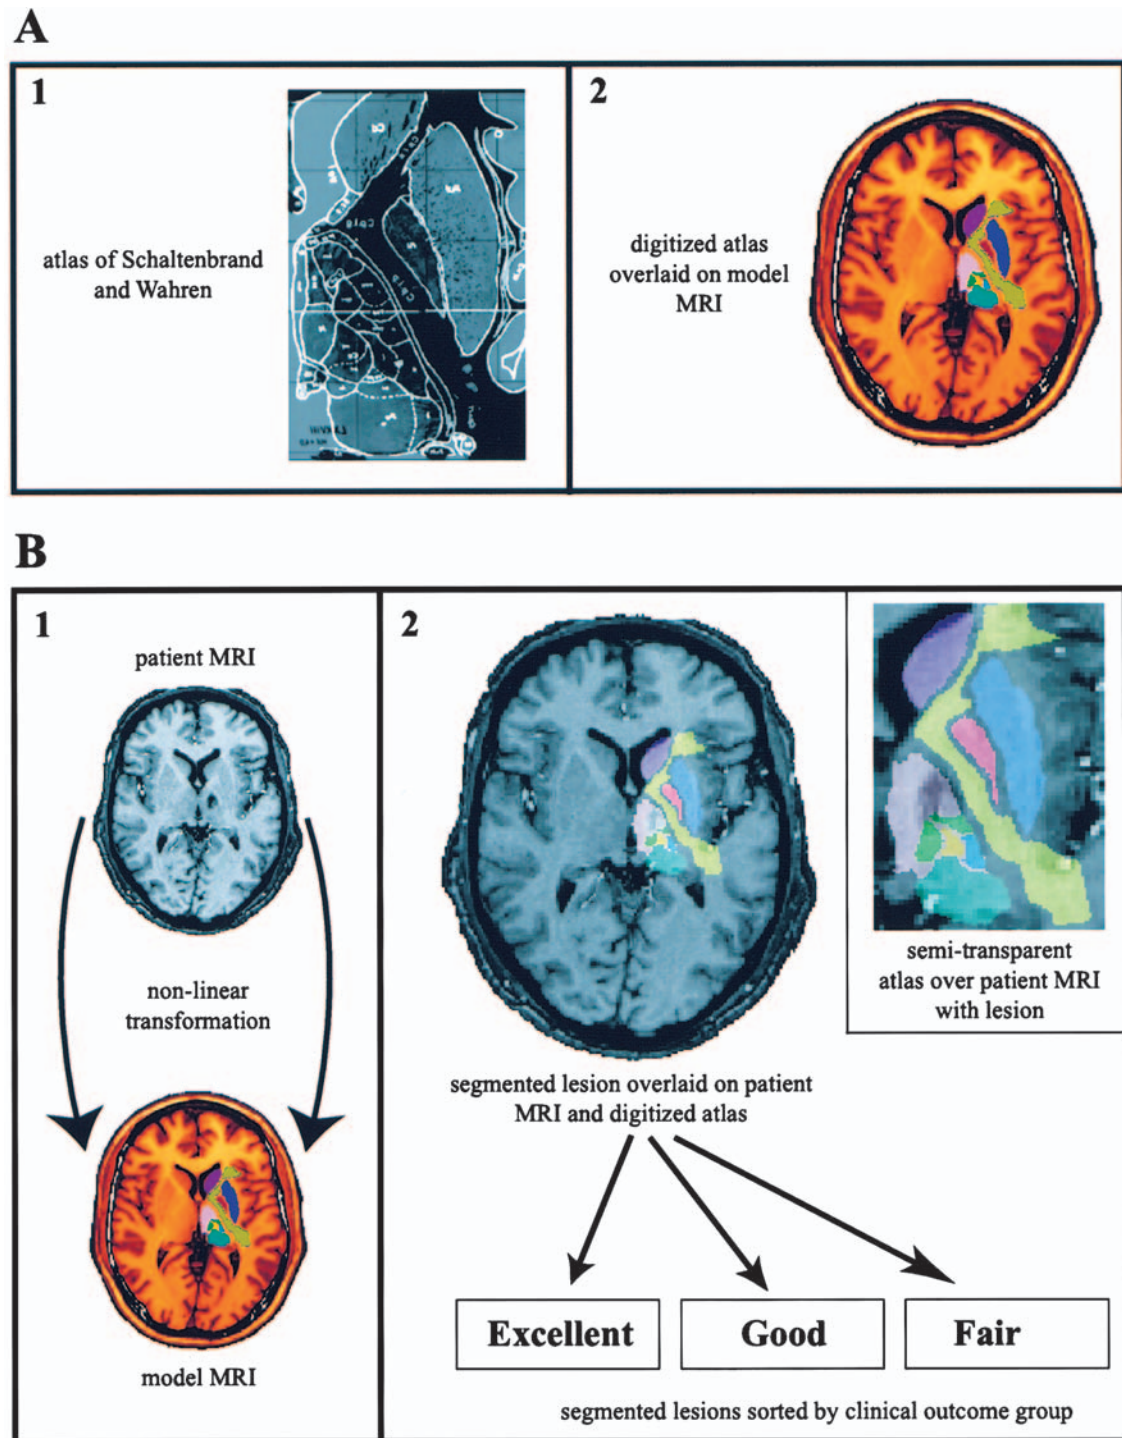 A
1
atlas of Schaltenbrand
and Wahren
2
digitized atlas
overlaid on model
MRI
B
1
patient MRI
non-linear
transformation
model MRI
2
segmented lesion overlaid on patient
MRI and digitized atlas
semi-transparent
atlas over patient MRI
with lesion
Excellent
Good
Fair
segmented lesions sorted by clinical outcome group